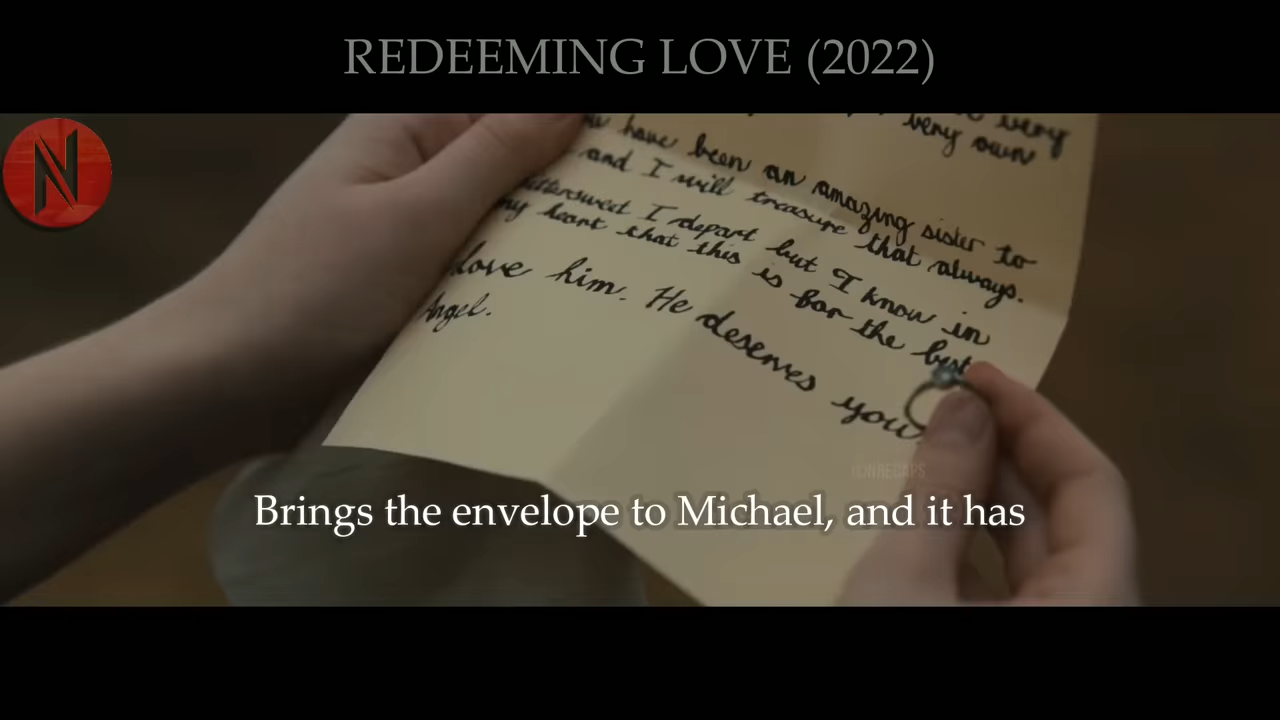 REDEEMING LOVE (2022)
N
very
very own
have been an amazing sister to
and I will treasure that always.
I depart but I know in
my heart that this is for the best
love him. He deserves you
Angel.
Brings the envelope to Michael, and it has